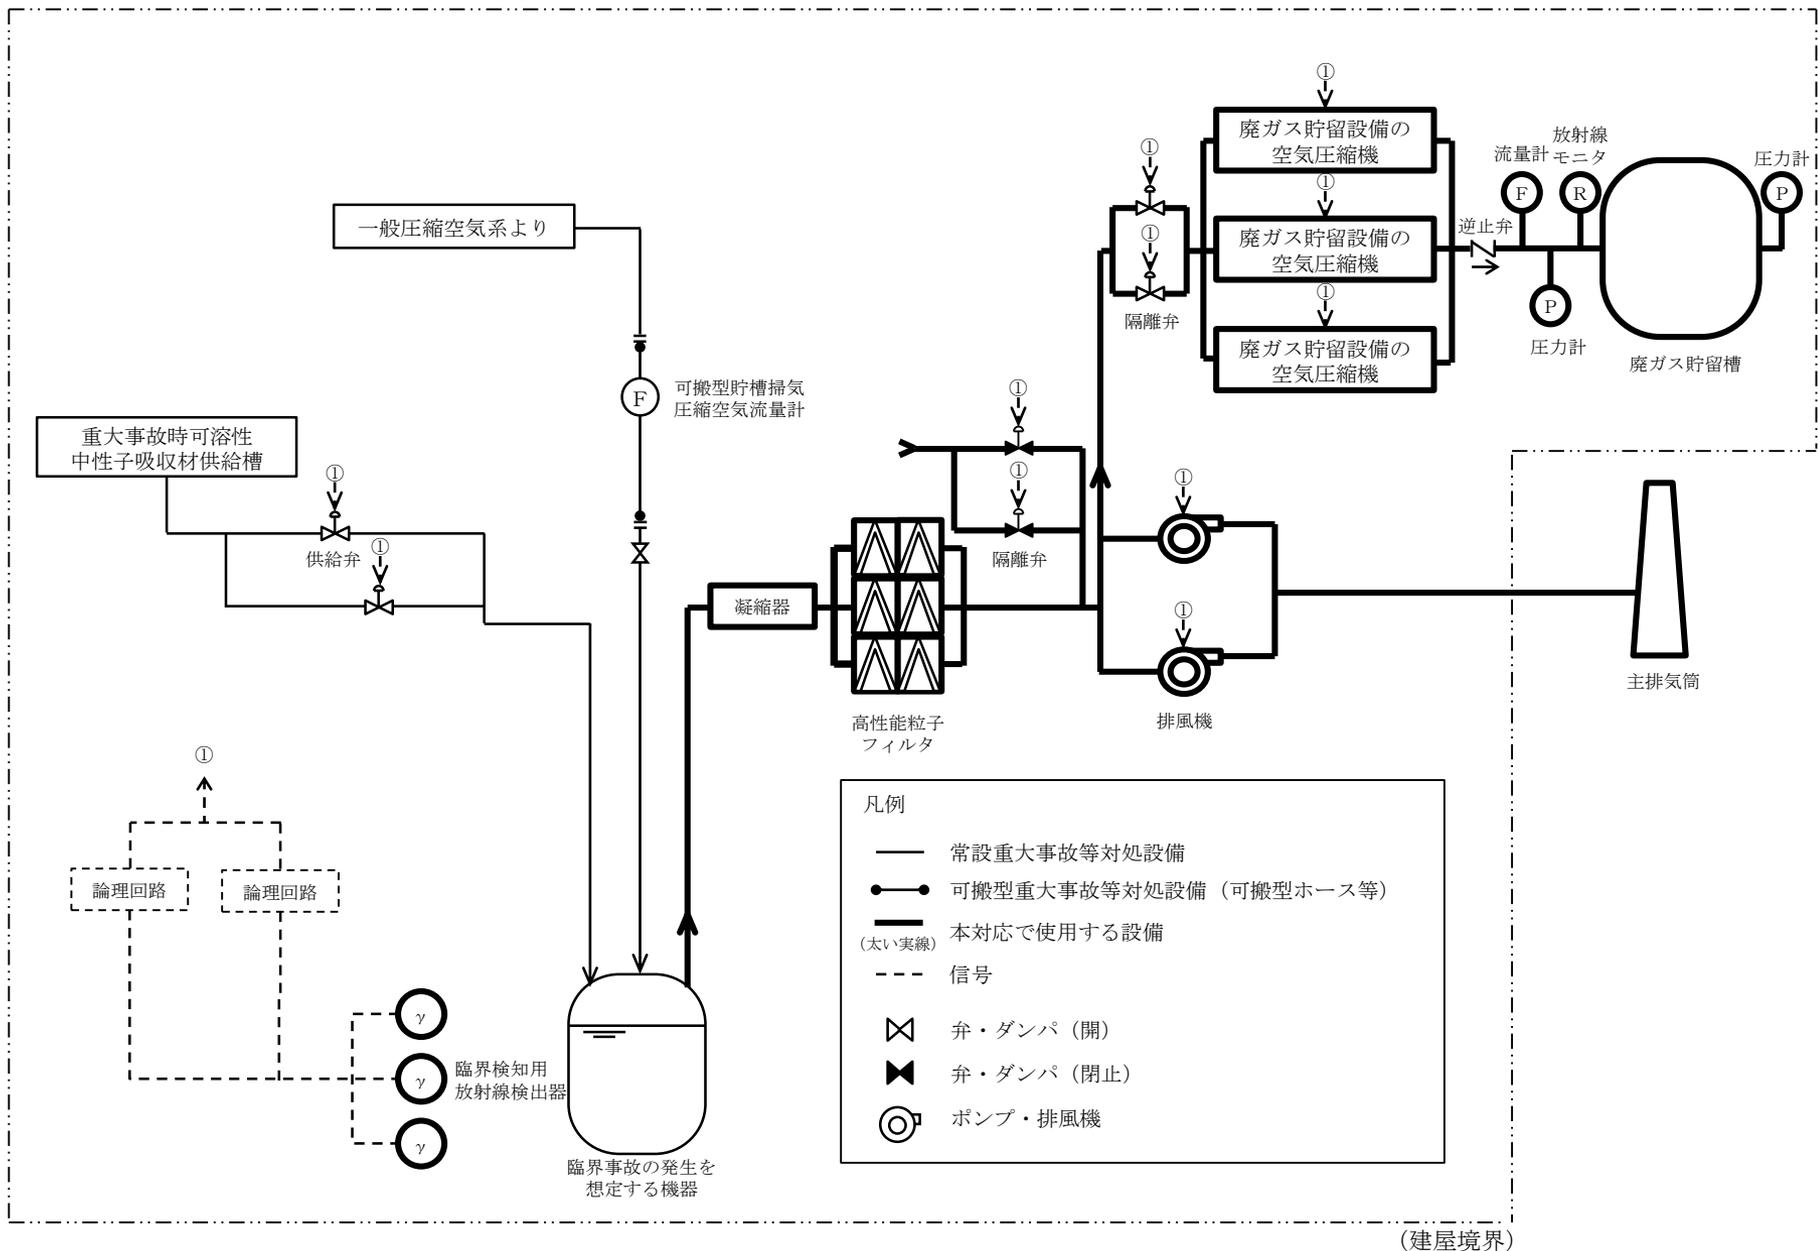 ①
廃ガス貯留設備の
空気圧縮機
①
放射線
モニタ
流量計
圧力計
F
R
P
①
廃ガス貯留設備の
空気圧縮機
①
逆止弁
P
圧力計
①
廃ガス貯留設備の
空気圧縮機
隔離弁
廃ガス貯留槽
一般圧縮空気系より
F
可搬型貯槽掃気
圧縮空気流量計
重大事故時可溶性
中性子吸収材供給槽
①
供給弁
①
①
①
隔離弁
①
凝縮器
高性能粒子
フィルタ
①
排風機
主排気筒
①
論理回路
論理回路
γ
γ
γ
臨界検知用
放射線検出器
臨界事故の発生を
想定する機器
凡例
常設重大事故等対処設備
可搬型重大事故等対処設備（可搬型ホース等）
（太い実線）
本対応で使用する設備
信号
弁・ダンパ（開）
弁・ダンパ（閉止）
ポンプ・排風機
（建屋境界）